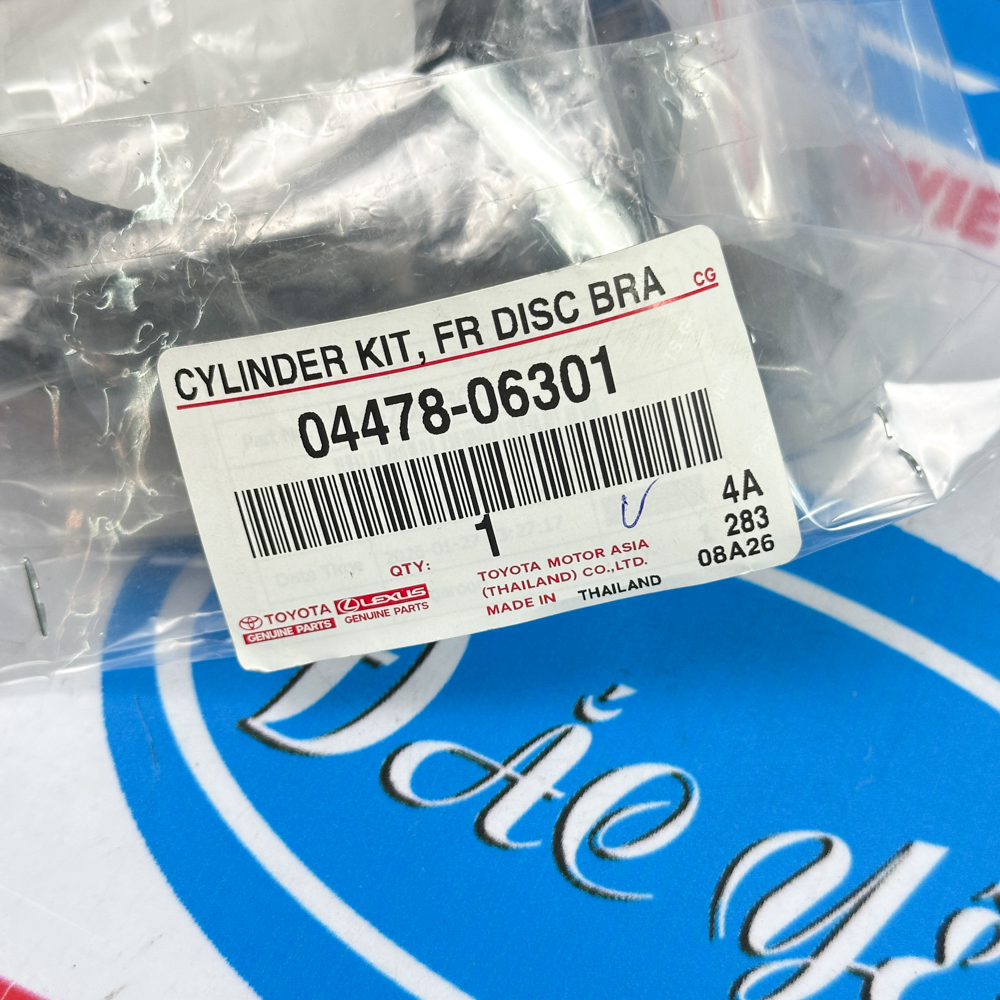 CYLINDER KIT, FR DISC BRA CG
04478-06301
1
QTY:
4A
283
08A26
TOYOTA
GENUINE PARTS
LEXUS
GENUINE PARTS
TOYOTA MOTOR ASIA
(THAILAND) CO.,LTD.
MADE IN THAILAND
ĐẮC